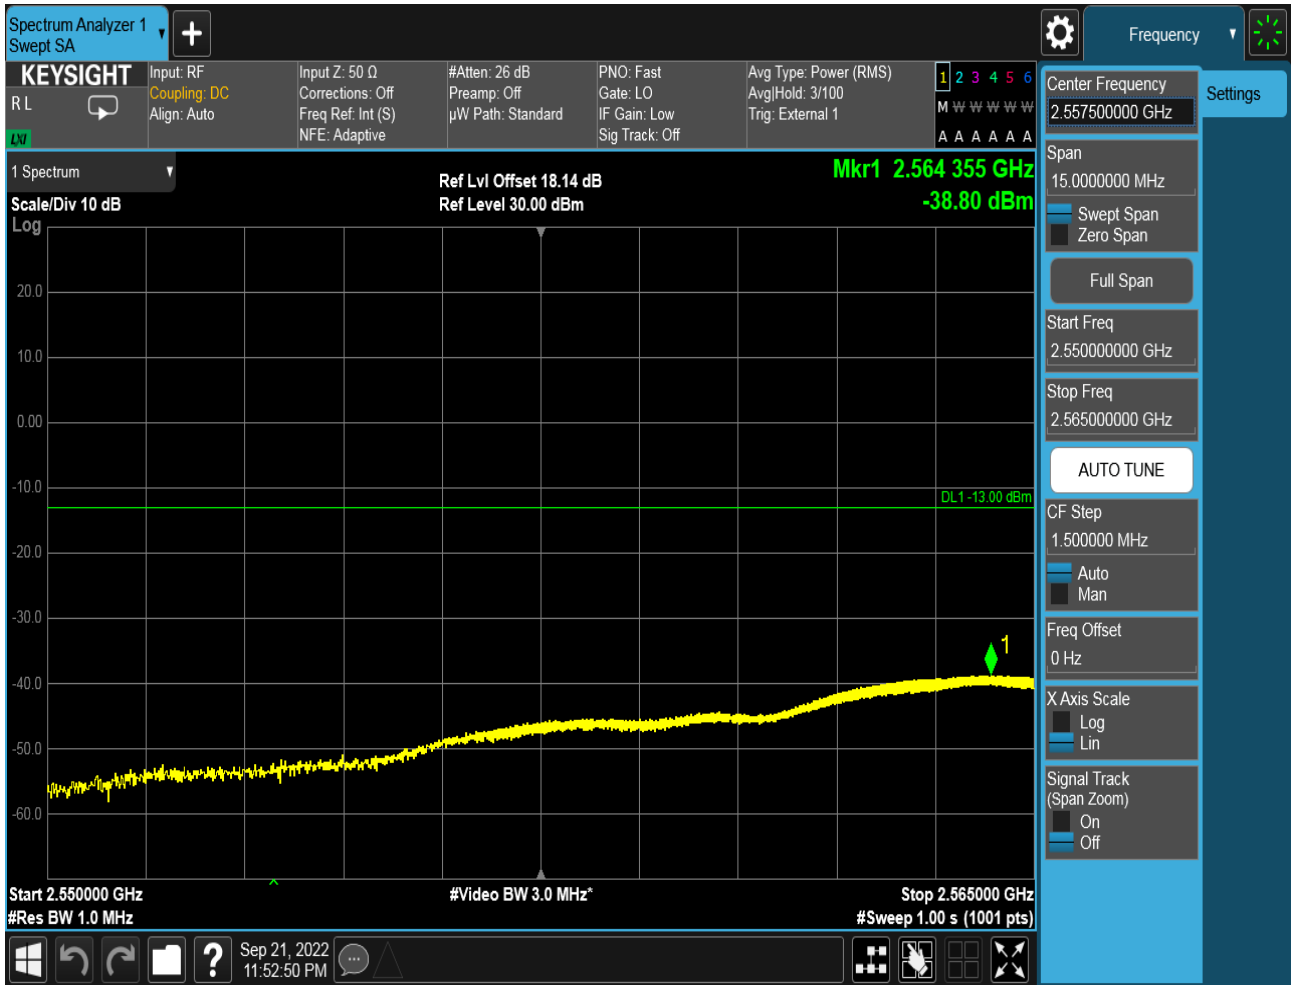 Spectrum Analyzer 1
Swept SA
Frequency
KEYSIGHT
R L
LXI
Input: RF
Coupling: DC
Align: Auto
Input Z: 50 Ω
Corrections: Off
Freq Ref: Int (S)
NFE: Adaptive
#Atten: 26 dB
Preamp: Off
µW Path: Standard
PNO: Fast
Gate: LO
IF Gain: Low
Sig Track: Off
Avg Type: Power (RMS)
Avg|Hold: 3/100
Trig: External 1
1 2 3 4 5 6
M W W W W W
A A A A A A
1 Spectrum
Scale/Div 10 dB
Log
Ref Lvl Offset 18.14 dB
Ref Level 30.00 dBm
Mkr1 2.564 355 GHz
-38.80 dBm
20.0
10.0
0.00
-10.0
-20.0
-30.0
-40.0
-50.0
-60.0
DL1 -13.00 dBm
1
Start 2.550000 GHz
#Res BW 1.0 MHz
#Video BW 3.0 MHz*
Stop 2.565000 GHz
#Sweep 1.00 s (1001 pts)
Center Frequency
2.557500000 GHz
Settings
Span
15.0000000 MHz
Swept Span
Zero Span
Full Span
Start Freq
2.550000000 GHz
Stop Freq
2.565000000 GHz
AUTO TUNE
CF Step
1.500000 MHz
Auto
Man
Freq Offset
0 Hz
X Axis Scale
Log
Lin
Signal Track
(Span Zoom)
On
Off
?
Sep 21, 2022
11:52:50 PM